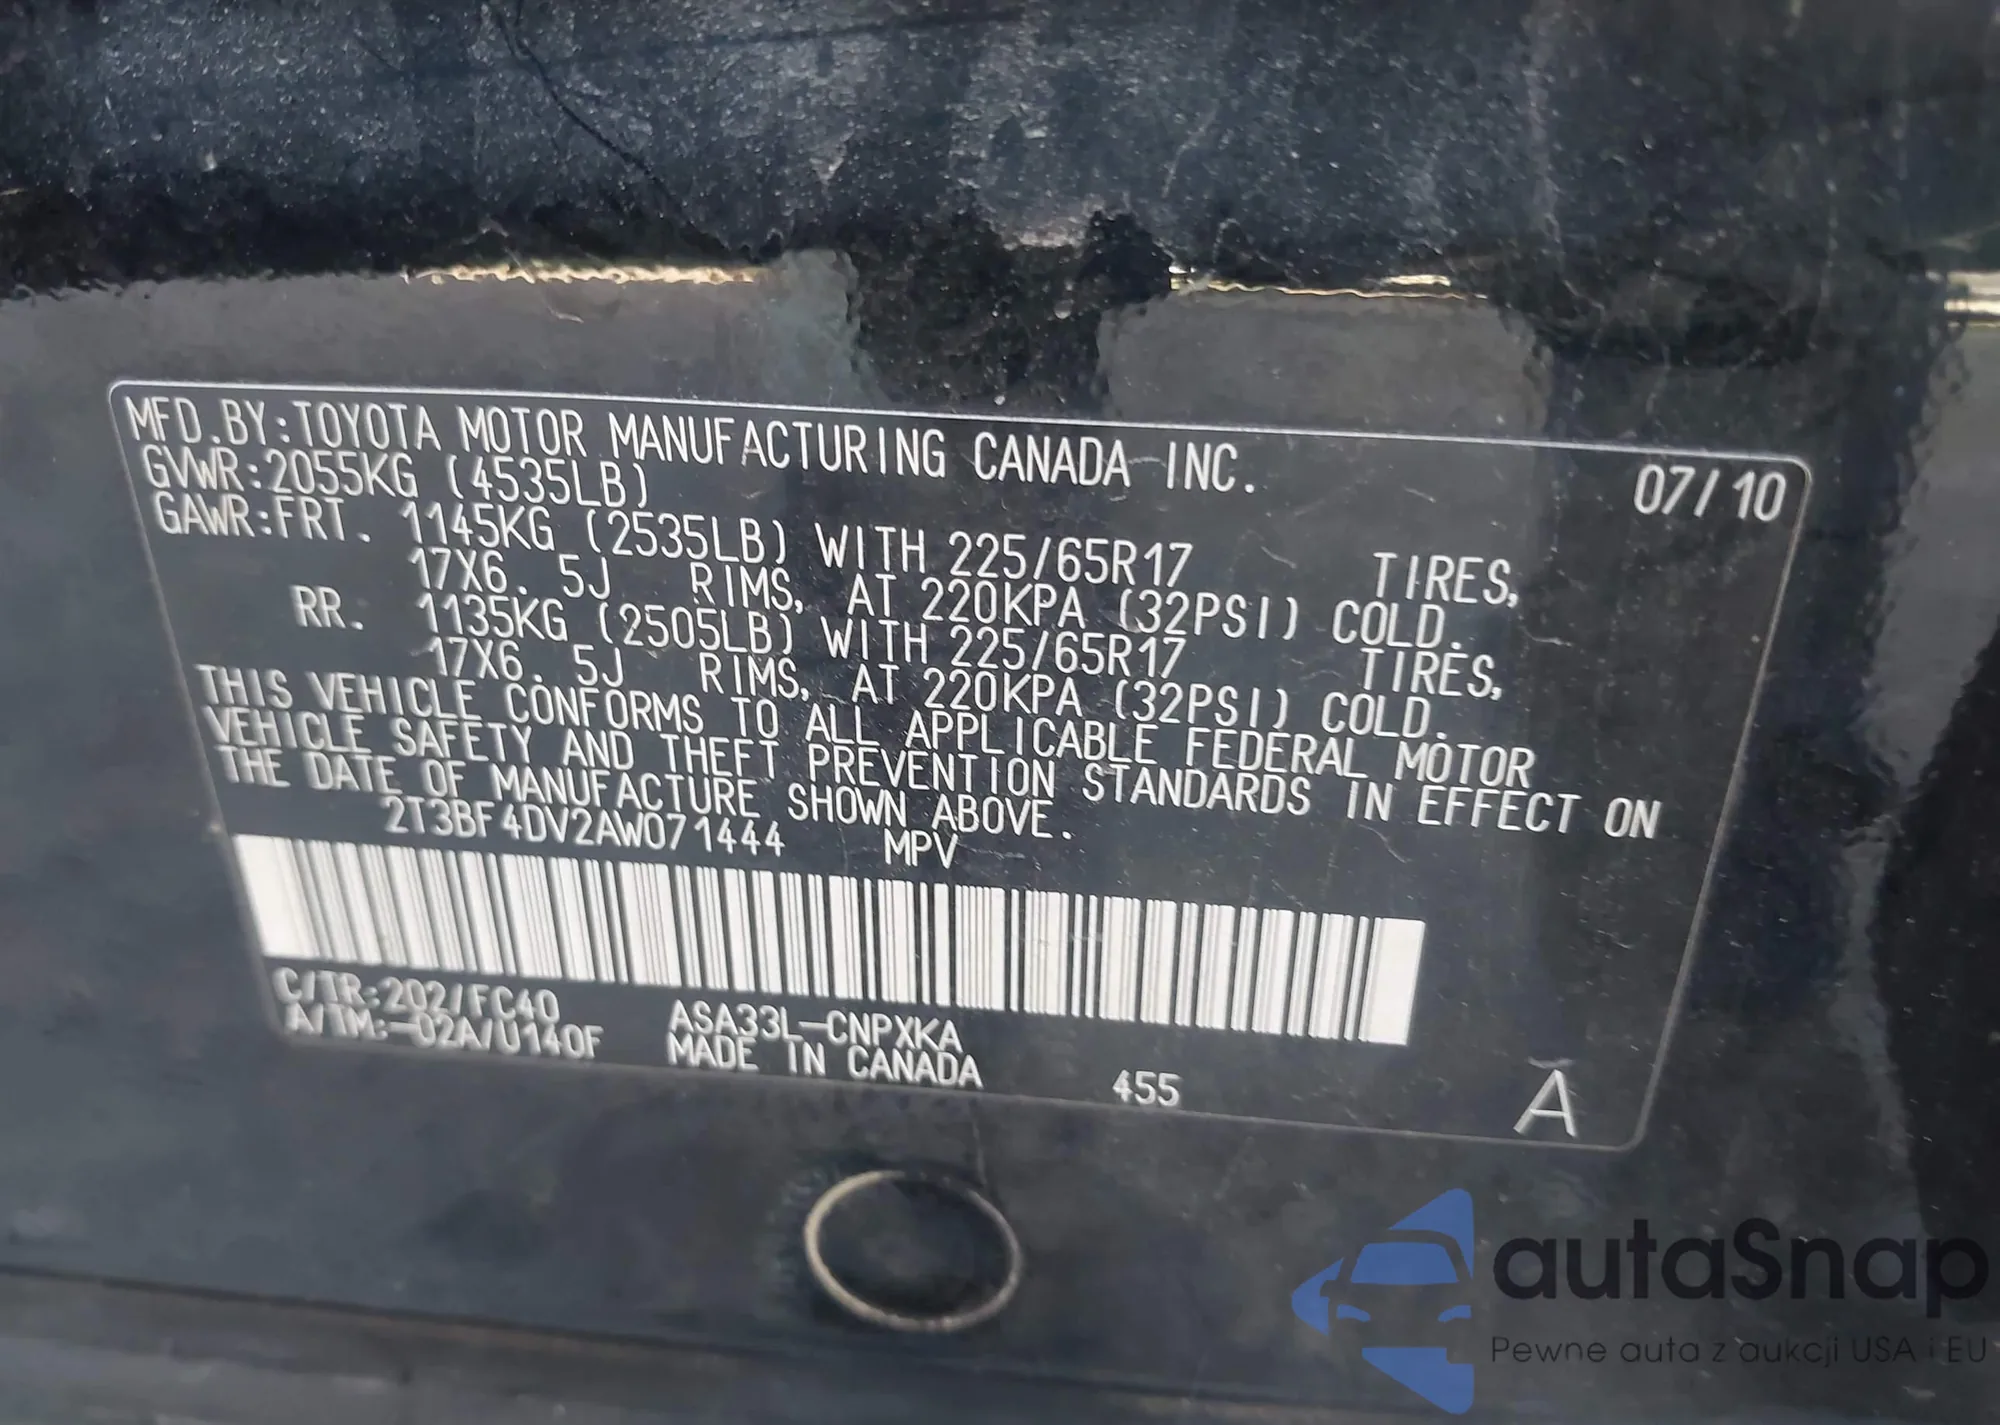 MFD.BY:TOYOTA MOTOR MANUFACTURING CANADA INC.
07/10
GVWR:2055KG (4535LB)
GAWR:FRT. 1145KG (2535LB) WITH 225/65R17 TIRES,
17X6.5J RIMS, AT 220KPA (32PSI) COLD.
RR. 1135KG (2505LB) WITH 225/65R17 TIRES,
17X6.5J RIMS, AT 220KPA (32PSI) COLD.
THIS VEHICLE CONFORMS TO ALL APPLICABLE FEDERAL MOTOR
VEHICLE SAFETY AND THEFT PREVENTION STANDARDS IN EFFECT ON
THE DATE OF MANUFACTURE SHOWN ABOVE.
2T3BF4DV2AW071444 MPV
C/TR:202/FC40 ASA33L-CNPXKA
A/TM:-02A/U140F MADE IN CANADA 455
A
autaSnap
Pewne auta z aukcji USA i EU